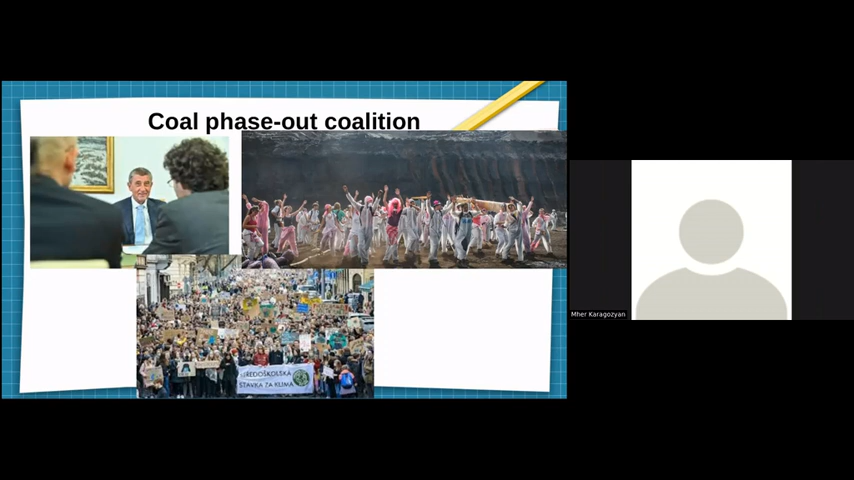 Coal phase-out coalition
STŘEDOŠKOLSKÁ
STÁVKA ZA KLIMA
Mher Karagozyan